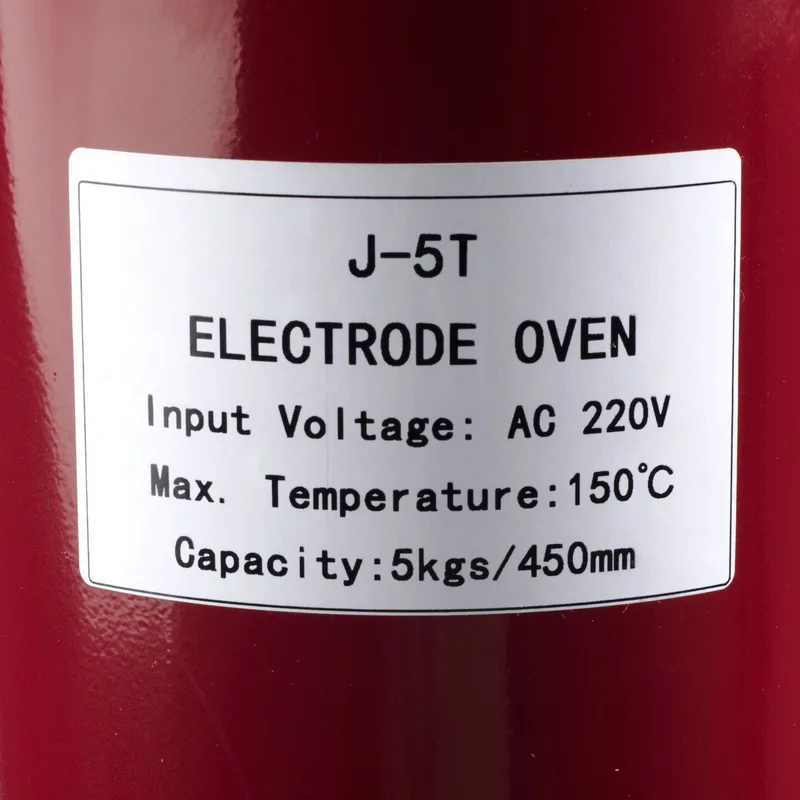 J-5T
ELECTRODE OVEN
Input Voltage: AC 220V
Max. Temperature:150℃
Capacity:5kgs/450mm